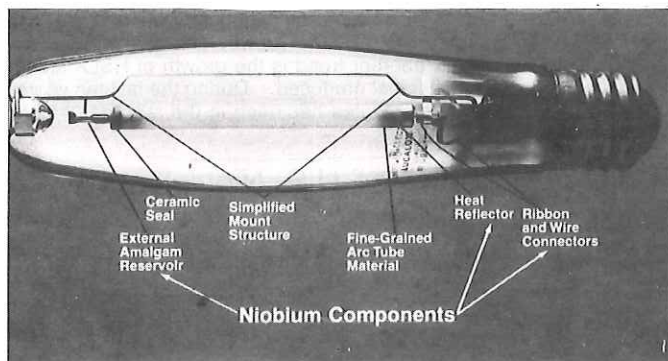 Ceramic
Seal
External
Amalgam
Reservoir
Simplified
Mount
Structure
Fine-Grained
Arc Tube
Material
Heat
Reflector
Ribbon
and Wire
Connectors
Niobium Components
LUCALOX